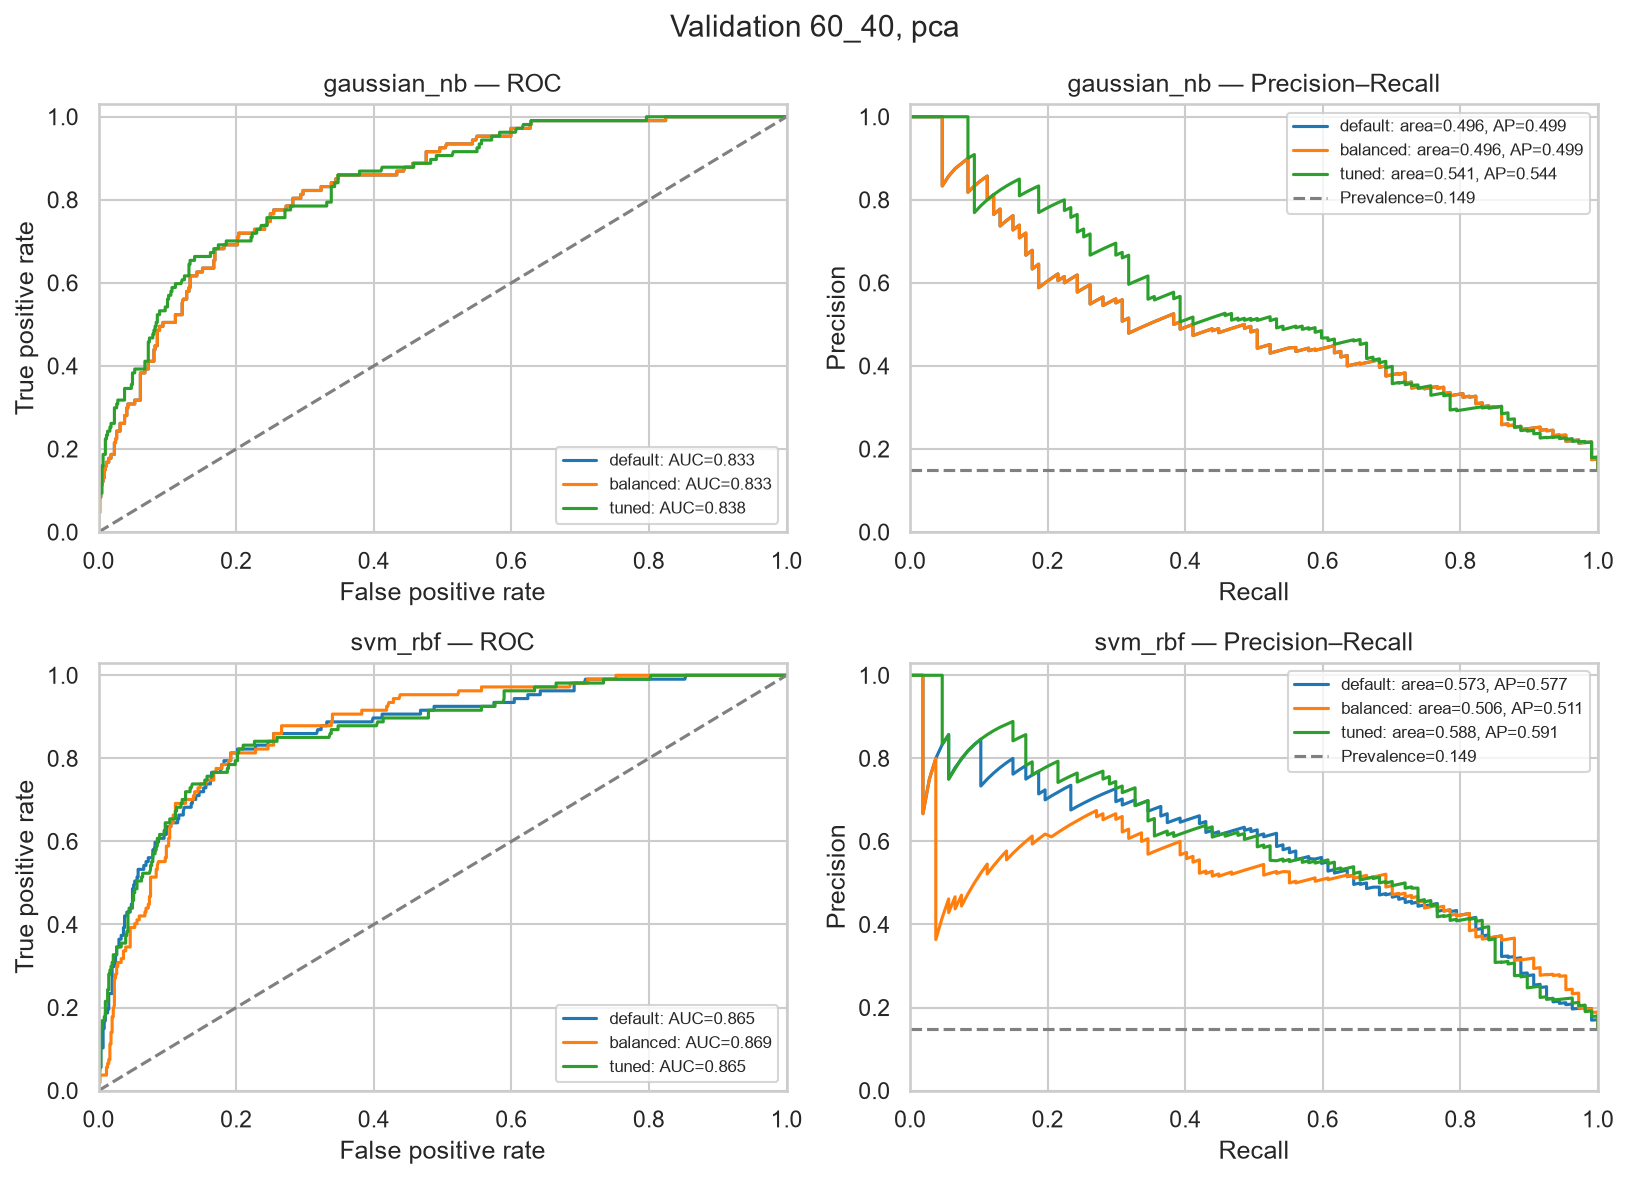 Validation 60_40, pca
gaussian_nb — ROC
True positive rate
1.0
0.8
0.6
0.4
0.2
0.0
default: AUC=0.833
balanced: AUC=0.833
tuned: AUC=0.838
0.0 0.2 0.4 0.6 0.8 1.0
False positive rate
gaussian_nb — Precision–Recall
Precision
1.0
0.8
0.6
0.4
0.2
0.0
default: area=0.496, AP=0.499
balanced: area=0.496, AP=0.499
tuned: area=0.541, AP=0.544
Prevalence=0.149
0.0 0.2 0.4 0.6 0.8 1.0
Recall
svm_rbf — ROC
True positive rate
1.0
0.8
0.6
0.4
0.2
0.0
default: AUC=0.865
balanced: AUC=0.869
tuned: AUC=0.865
0.0 0.2 0.4 0.6 0.8 1.0
False positive rate
svm_rbf — Precision–Recall
Precision
1.0
0.8
0.6
0.4
0.2
0.0
default: area=0.573, AP=0.577
balanced: area=0.506, AP=0.511
tuned: area=0.588, AP=0.591
Prevalence=0.149
0.0 0.2 0.4 0.6 0.8 1.0
Recall